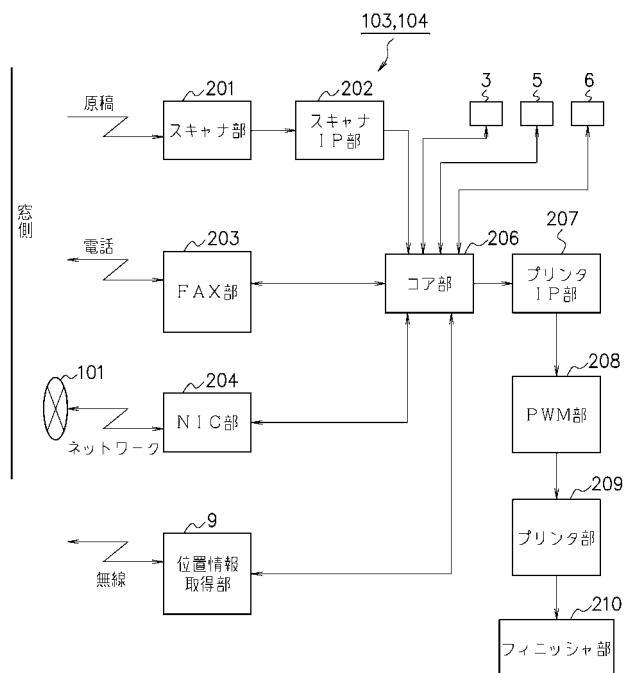 103,104
原稿
201
スキャナ部
202
スキャナ
IP部
3
5
6
窓側
電話
203
FAX部
206
コア部
207
プリンタ
IP部
101
ネットワーク
204
NIC部
208
PWM部
無線
9
位置情報
取得部
209
プリンタ部
210
フィニッシャ部